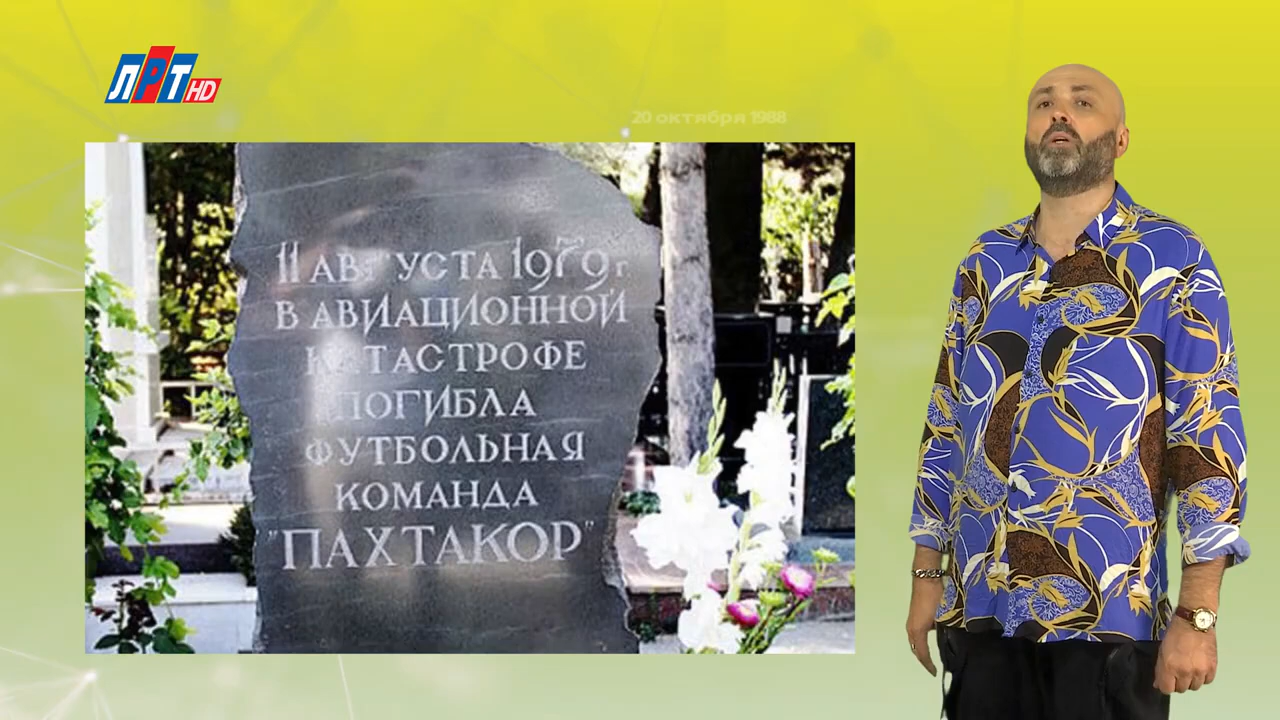 ЛРТ HD
20 октября 1988
11 АВГУСТА 1979 г.
В АВИАЦИОННОЙ
КАТАСТРОФЕ
ПОГИБЛА
ФУТБОЛЬНАЯ
КОМАНДА
"ПАХТАКОР"